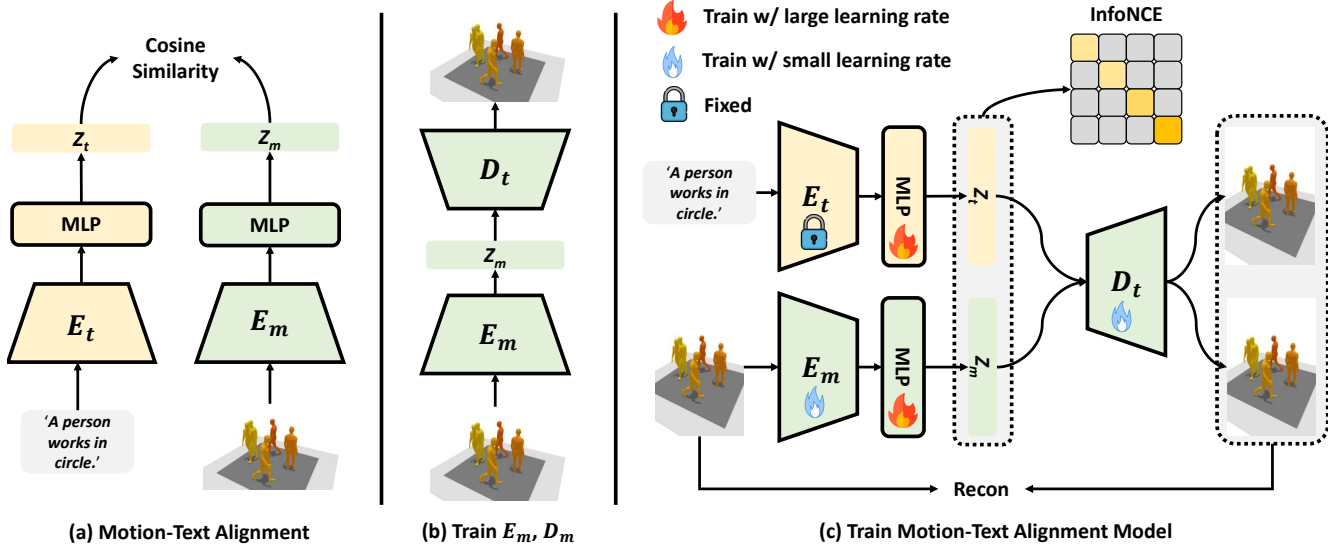 Cosine
Similarity
Z_t
Z_m
MLP
MLP
E_t
E_m
'A person
works in
circle.'
(a) Motion-Text Alignment
D_t
Z_m
E_m
(b) Train E_m, D_m
Train w/ large learning rate
Train w/ small learning rate
Fixed
InfoNCE
'A person
works in
circle.'
E_t
MLP
Z_t
D_t
E_m
MLP
Z_m
Recon
(c) Train Motion-Text Alignment Model